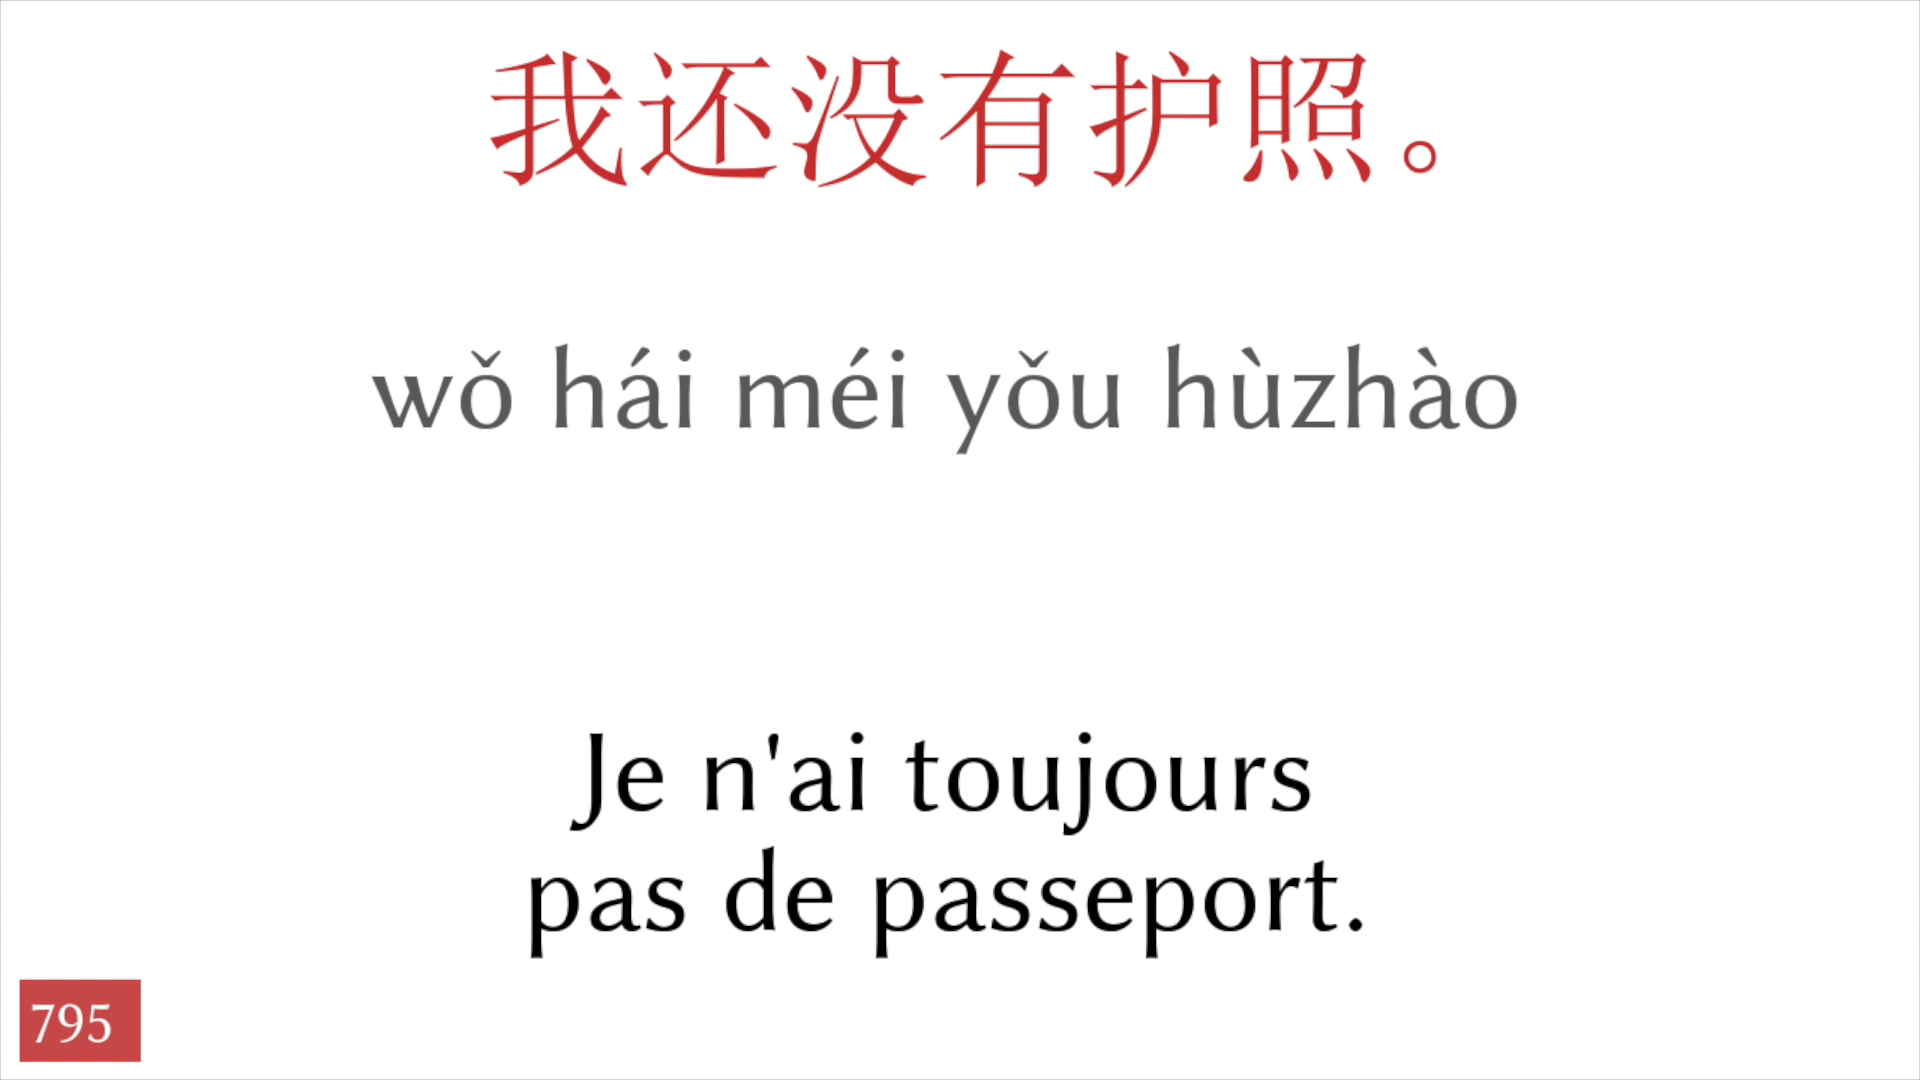 我还没有护照。
wǒ hái méi yǒu hùzhào
Je n'ai toujours
pas de passeport.
795